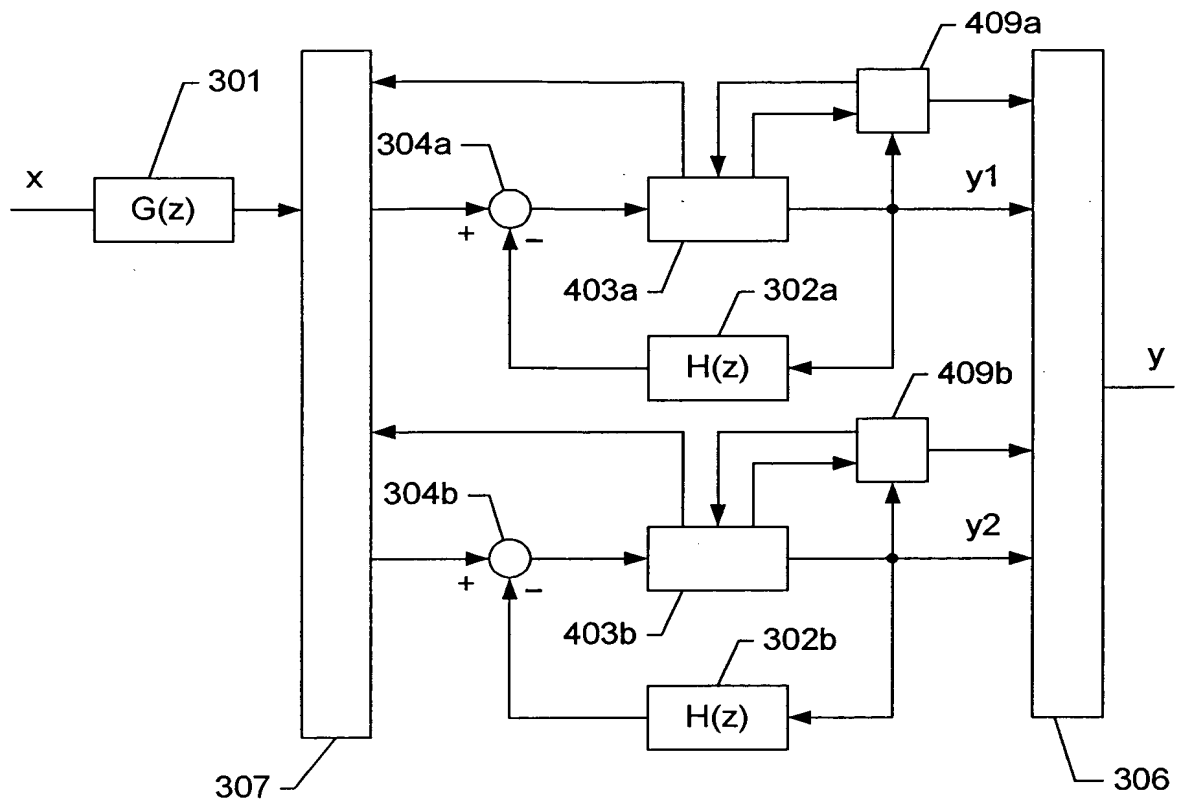 409a
301
304a
x
G(z)
y1
+
−
403a
302a
H(z)
y
409b
304b
y2
+
−
403b
302b
H(z)
307
306